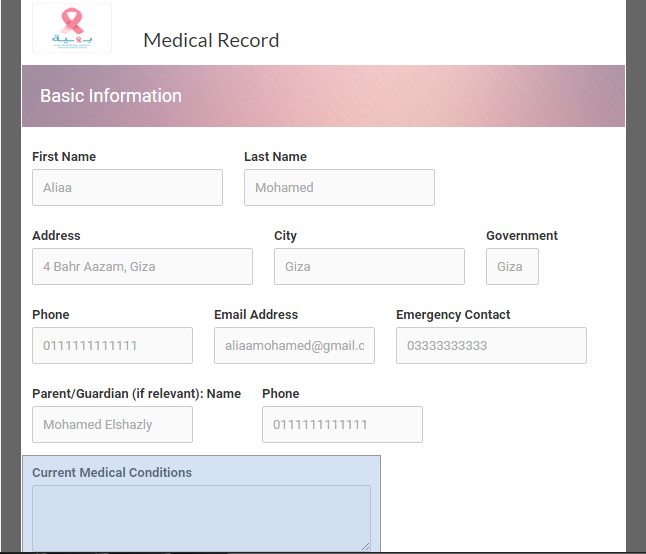 بهية
Medical Record
Basic Information
First Name Last Name
Aliaa Mohamed
Address City Government
4 Bahr Aazam, Giza Giza Giza
Phone Email Address Emergency Contact
0111111111111 aliaamohamed@gmail.c 03333333333
Parent/Guardian (if relevant): Name Phone
Mohamed Elshazly 0111111111111
Current Medical Conditions